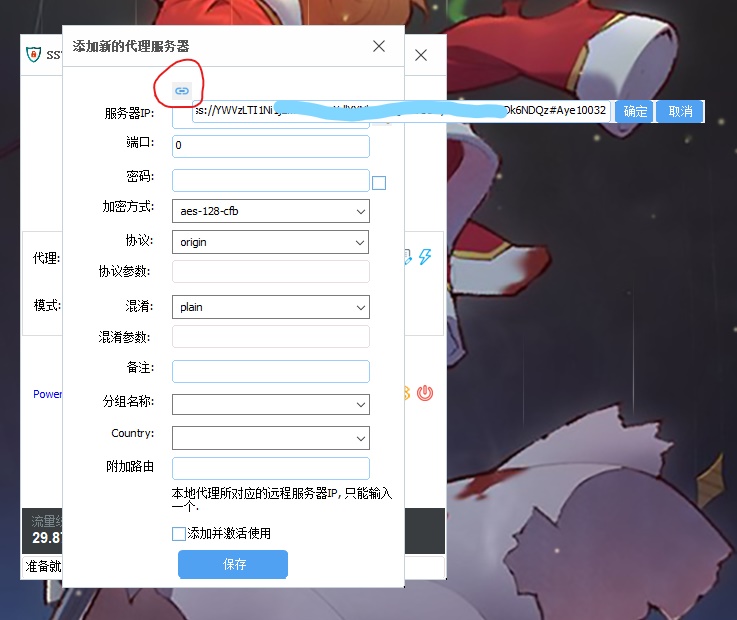 添加新的代理服务器
服务器IP:
ss://YWVzLTI1Ni Dk6NDQz#Aye10032
确定
取消
端口:
0
密码:
加密方式:
aes-128-cfb
协议:
origin
协议参数:
混淆:
plain
混淆参数:
备注:
分组名称:
Country:
附加路由
本地代理所对应的远程服务器IP, 只能输入
一个.
添加并激活使用
保存
代理:
模式:
Power
流量
29.8
准备就